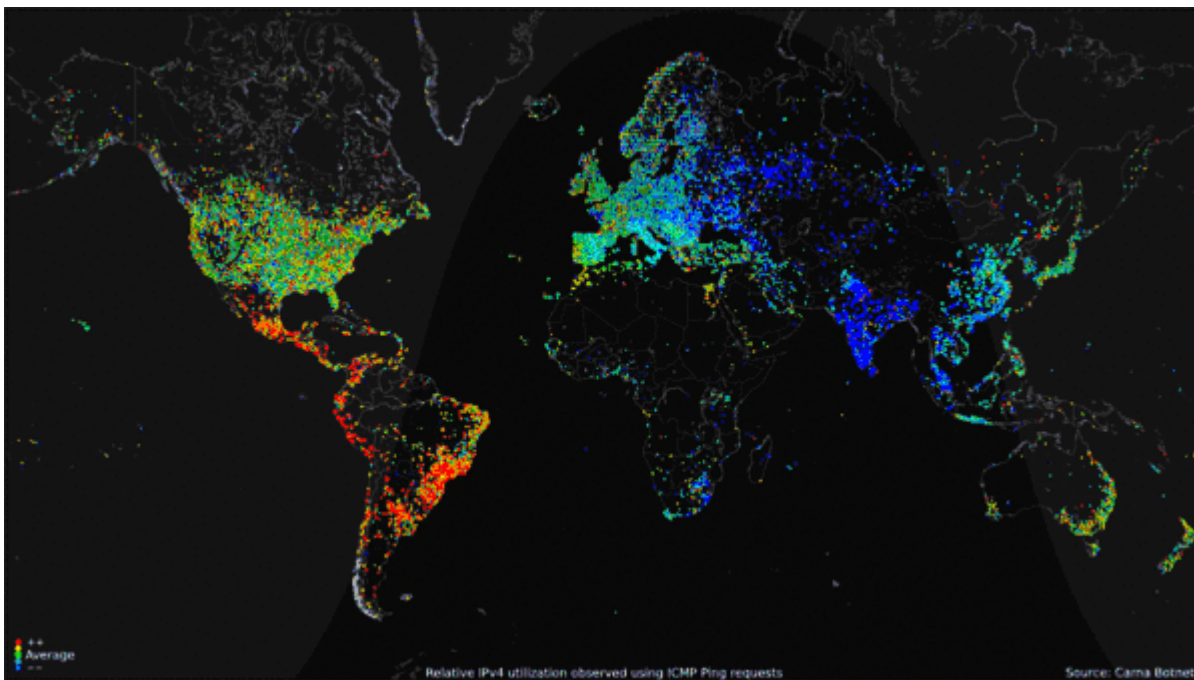 ++
Average
--
Relative IPv4 utilization observed using ICMP Ping requests
Source: Carna Botnet